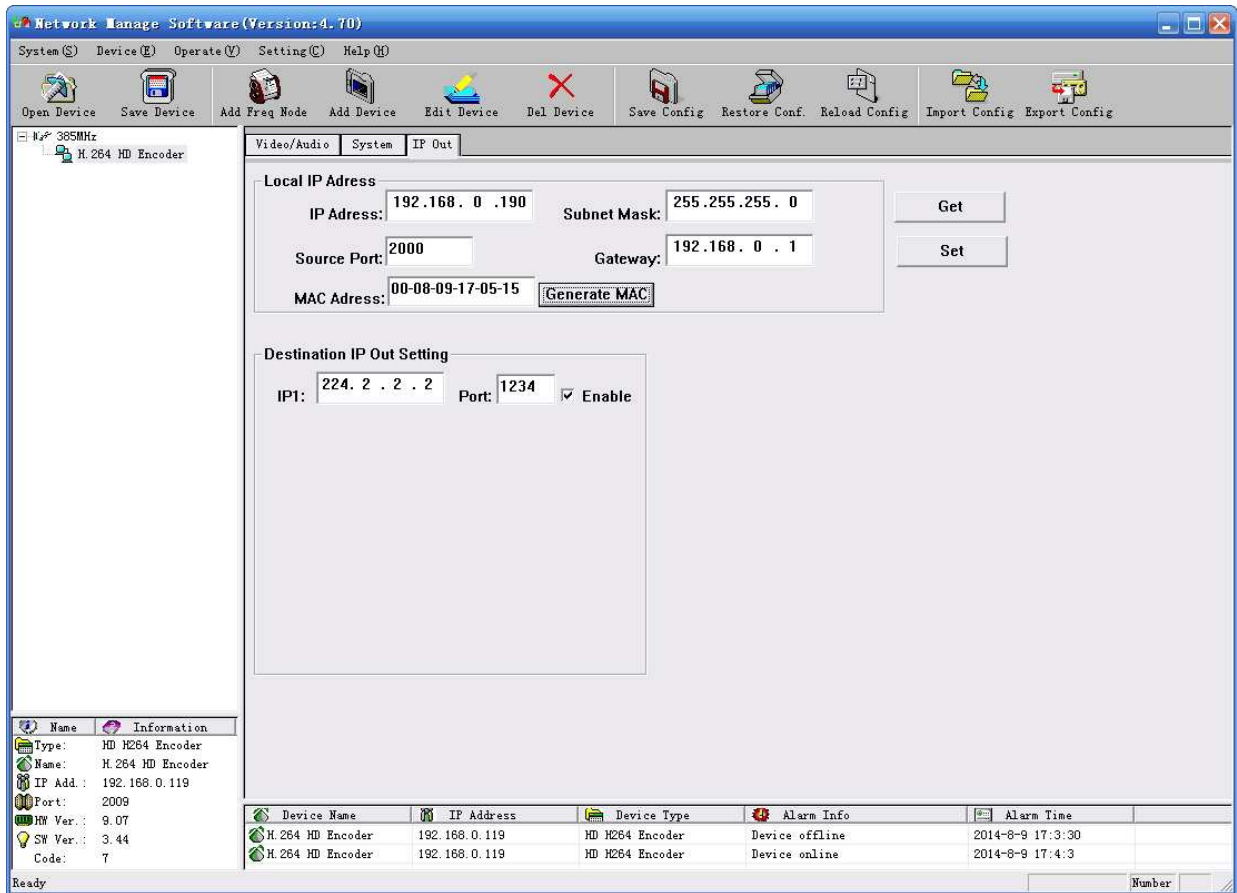 Network Manage Software(Version:4.70)
System(S) Device(E) Operate(V) Setting(C) Help(H)
Open Device Save Device Add Freq Node Add Device Edit Device Del Device Save Config Restore Conf. Reload Config Import Config Export Config
385MHz
H.264 HD Encoder
Video/Audio System IP Out
Local IP Adress
IP Adress: 192.168. 0 .190 Subnet Mask: 255.255.255. 0 Get
Source Port: 2000 Gateway: 192.168. 0 . 1 Set
MAC Adress: 00-08-09-17-05-15 Generate MAC
Destination IP Out Setting
IP1: 224. 2 . 2 . 2 Port: 1234 Enable
Name Information
Type: HD H264 Encoder
Name: H.264 HD Encoder
IP Add.: 192.168.0.119
Port: 2009
HW Ver.: 9.07
SW Ver.: 3.44
Code: 7
Device Name IP Address Device Type Alarm Info Alarm Time
H.264 HD Encoder 192.168.0.119 HD H264 Encoder Device offline 2014-8-9 17:3:30
H.264 HD Encoder 192.168.0.119 HD H264 Encoder Device online 2014-8-9 17:4:3
Ready Number